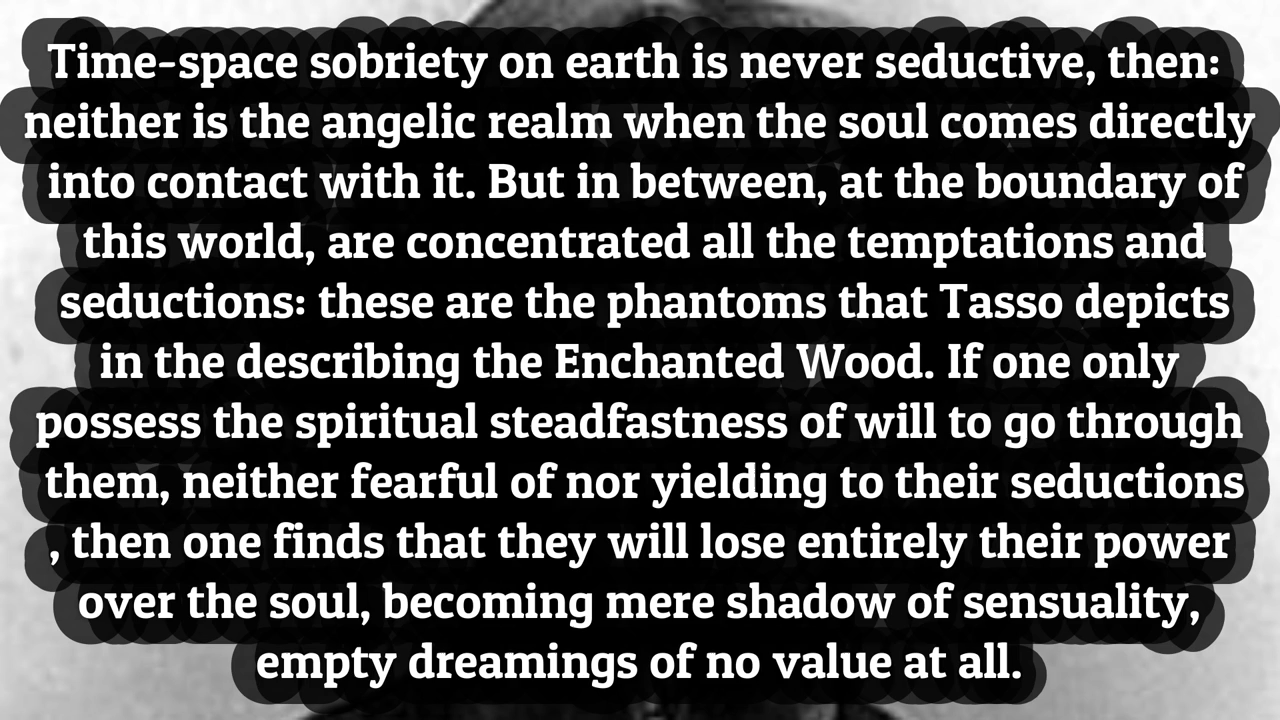 Time-space sobriety on earth is never seductive, then:
neither is the angelic realm when the soul comes directly
into contact with it. But in between, at the boundary of
this world, are concentrated all the temptations and
seductions: these are the phantoms that Tasso depicts
in the describing the Enchanted Wood. If one only
possess the spiritual steadfastness of will to go through
them, neither fearful of nor yielding to their seductions
, then one finds that they will lose entirely their power
over the soul, becoming mere shadow of sensuality,
empty dreamings of no value at all.